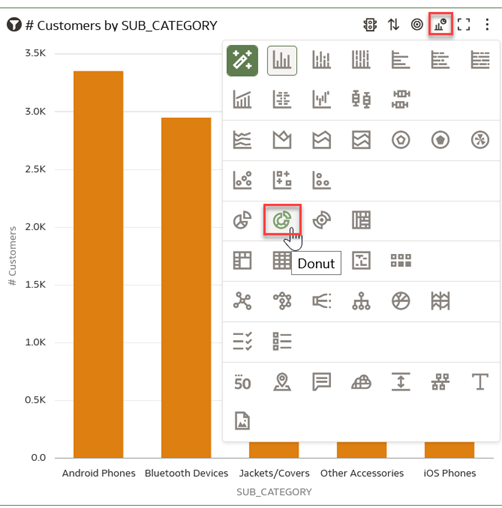 # Customers by SUB_CATEGORY
3.5K
3.0K
2.5K
2.0K
1.5K
1.0K
0.5K
0.0
# Customers
Donut
50
T
Android Phones
Bluetooth Devices
Jackets/Covers
Other Accessories
iOS Phones
SUB_CATEGORY